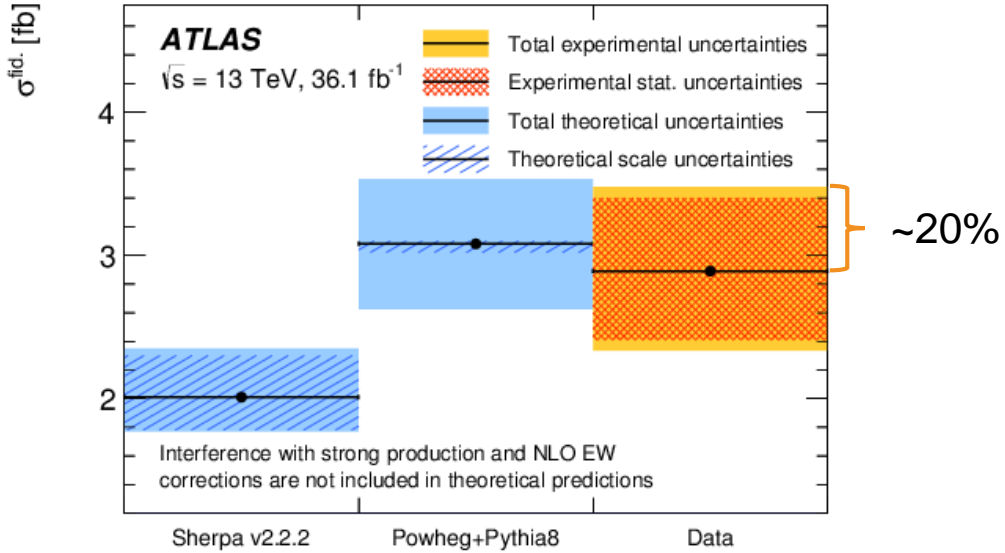 σ^fid. [fb]
ATLAS
√s = 13 TeV, 36.1 fb⁻¹
Total experimental uncertainties
Experimental stat. uncertainties
Total theoretical uncertainties
Theoretical scale uncertainties
4
3
2
~20%
Interference with strong production and NLO EW
corrections are not included in theoretical predictions
Sherpa v2.2.2
Powheg+Pythia8
Data